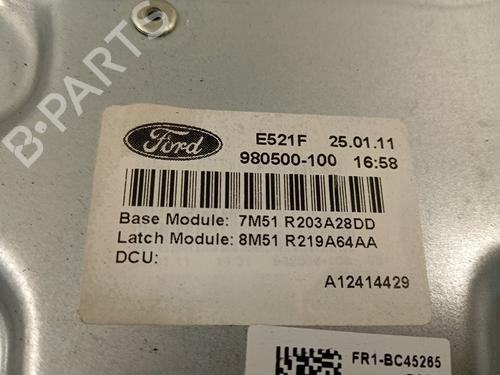 B-PARTS
Ford
E521F 25.01.11
980500-100 16:58
Base Module: 7M51 R203A28DD
Latch Module: 8M51 R219A64AA
DCU:
A12414429
FR1-BC45265